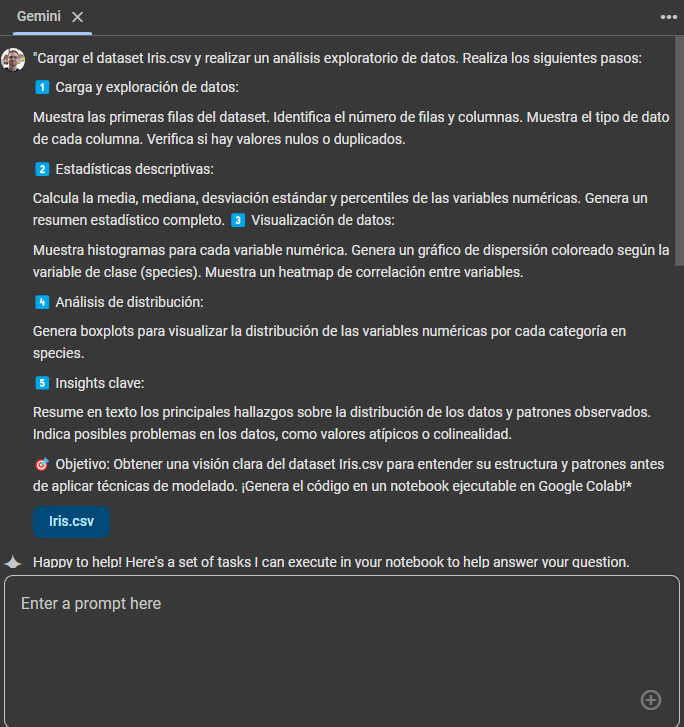 Gemini
"Cargar el dataset Iris.csv y realizar un análisis exploratorio de datos. Realiza los siguientes pasos:
1 Carga y exploración de datos:
Muestra las primeras filas del dataset. Identifica el número de filas y columnas. Muestra el tipo de dato
de cada columna. Verifica si hay valores nulos o duplicados.
2 Estadísticas descriptivas:
Calcula la media, mediana, desviación estándar y percentiles de las variables numéricas. Genera un
resumen estadístico completo. 3 Visualización de datos:
Muestra histogramas para cada variable numérica. Genera un gráfico de dispersión coloreado según la
variable de clase (species). Muestra un heatmap de correlación entre variables.
4 Análisis de distribución:
Genera boxplots para visualizar la distribución de las variables numéricas por cada categoría en
species.
5 Insights clave:
Resume en texto los principales hallazgos sobre la distribución de los datos y patrones observados.
Indica posibles problemas en los datos, como valores atípicos o colinealidad.
🎯 Objetivo: Obtener una visión clara del dataset Iris.csv para entender su estructura y patrones antes
de aplicar técnicas de modelado. ¡Genera el código en un notebook ejecutable en Google Colab!*
Iris.csv
Happy to help! Here's a set of tasks I can execute in your notebook to help answer your question.
Enter a prompt here